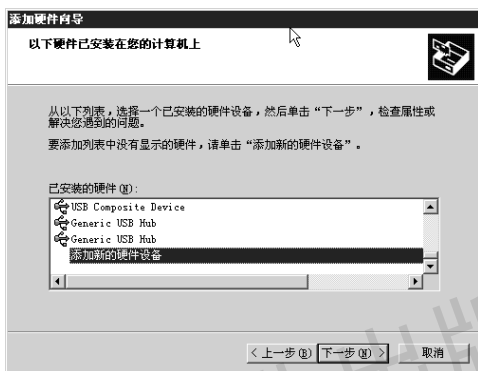 添加硬件向导
以下硬件已安装在您的计算机上
从以下列表，选择一个已安装的硬件设备，然后单击“下一步”，检查属性或
解决您遇到的问题。
要添加列表中没有显示的硬件，请单击“添加新的硬件设备”。
已安装的硬件(N):
USB Composite Device
Generic USB Hub
Generic USB Hub
添加新的硬件设备
< 上一步(B) 下一步(N) > 取消